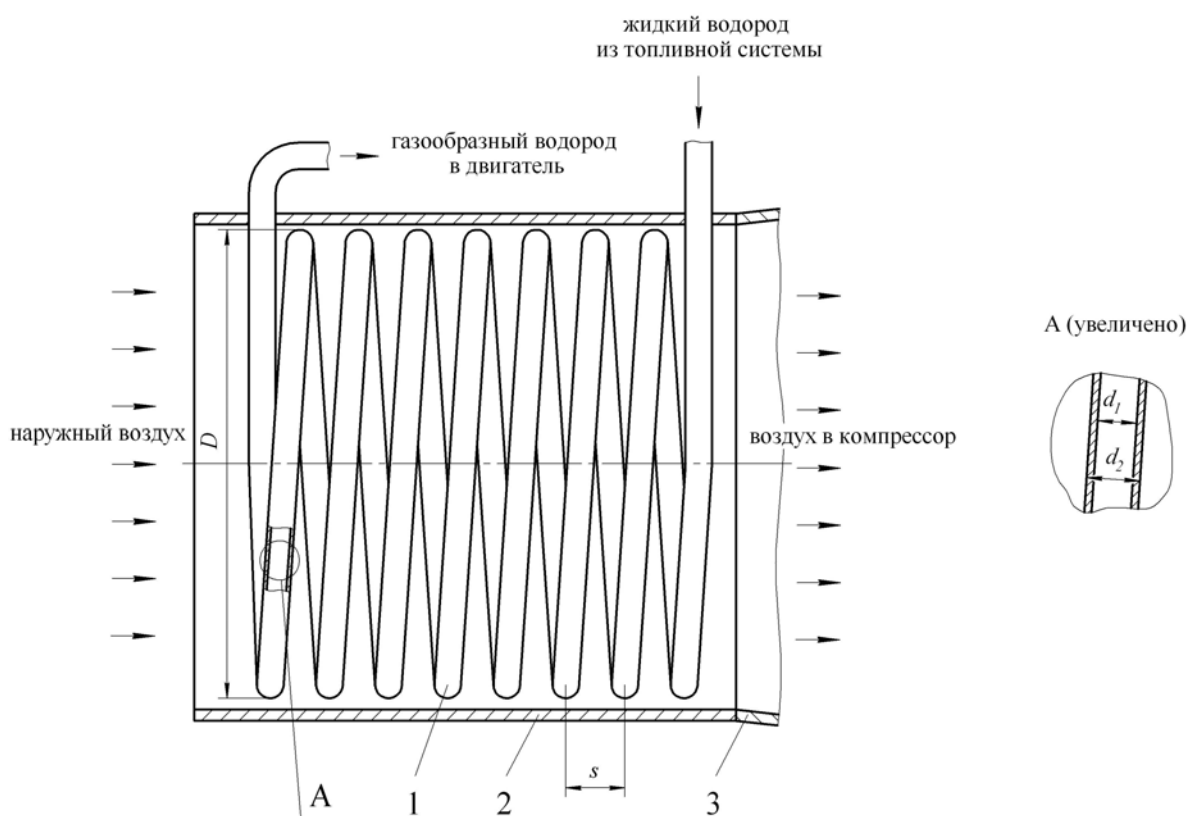 жидкий водород
из топливной системы
газообразный водород
в двигатель
А (увеличено)
наружный воздух
D
воздух в компрессор
d₁
d₂
s
А
1
2
3